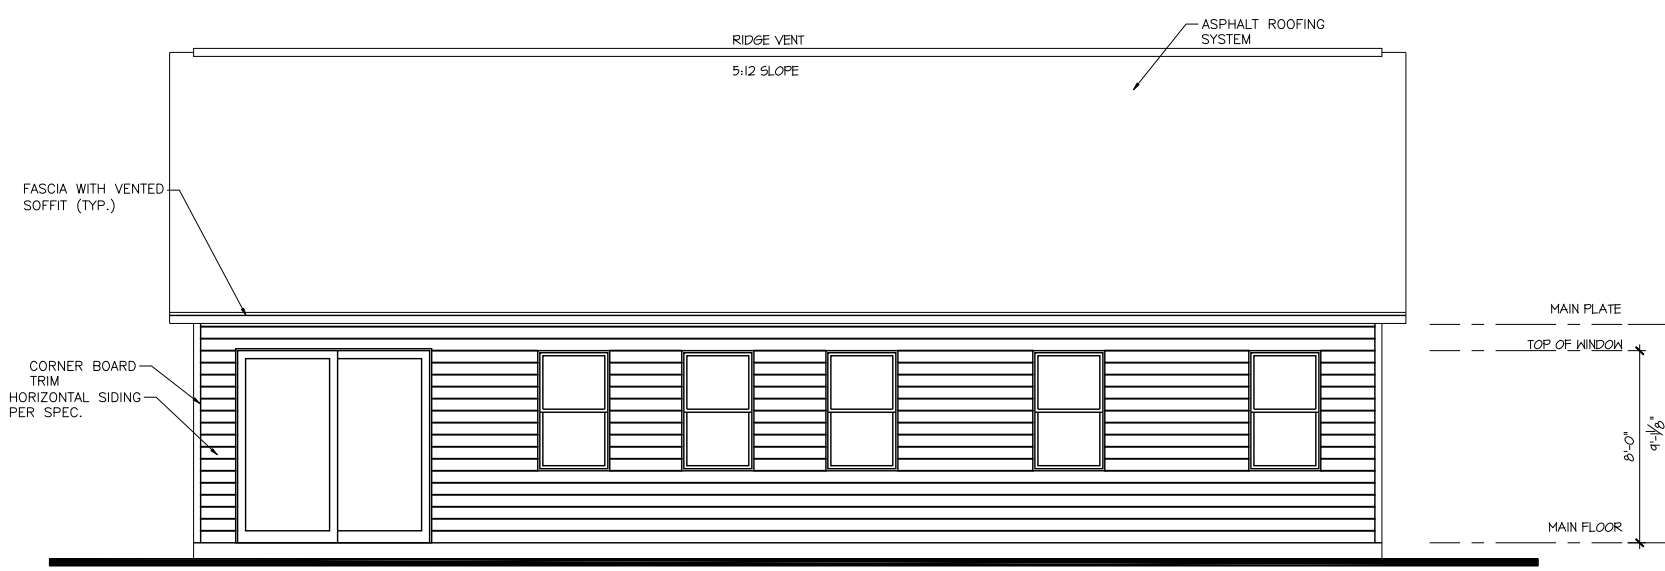 ASPHALT ROOFING
SYSTEM
RIDGE VENT
5:12 SLOPE
FASCIA WITH VENTED
SOFFIT (TYP.)
MAIN PLATE
TOP OF WINDOW
CORNER BOARD
TRIM
HORIZONTAL SIDING
PER SPEC.
8'-0"
9'-1⅛"
MAIN FLOOR